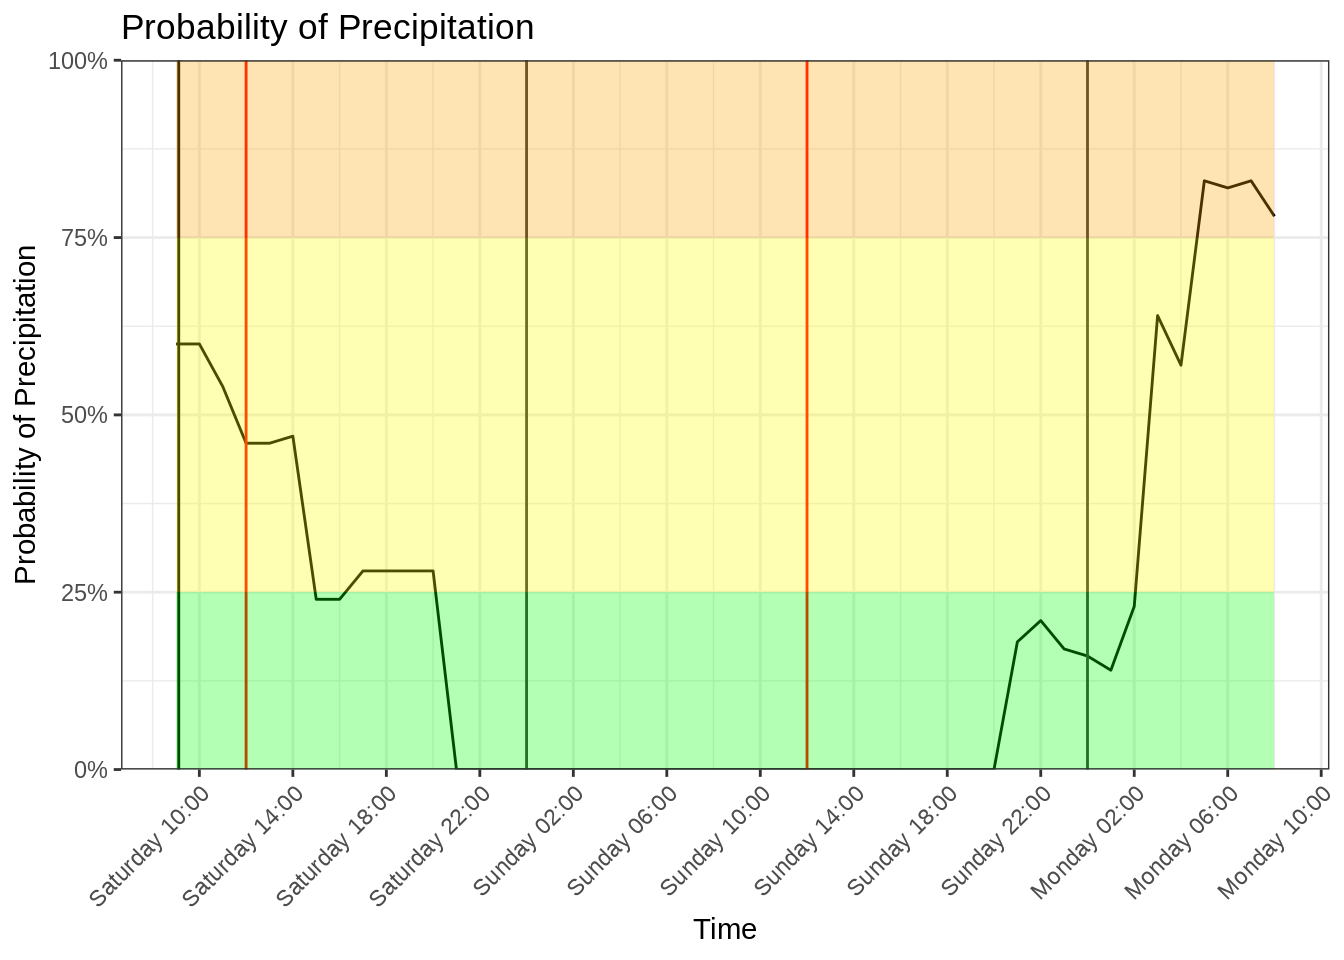 Probability of Precipitation
Probability of Precipitation
100%
75%
50%
25%
0%
Saturday 10:00
Saturday 14:00
Saturday 18:00
Saturday 22:00
Sunday 02:00
Sunday 06:00
Sunday 10:00
Sunday 14:00
Sunday 18:00
Sunday 22:00
Monday 02:00
Monday 06:00
Monday 10:00
Time